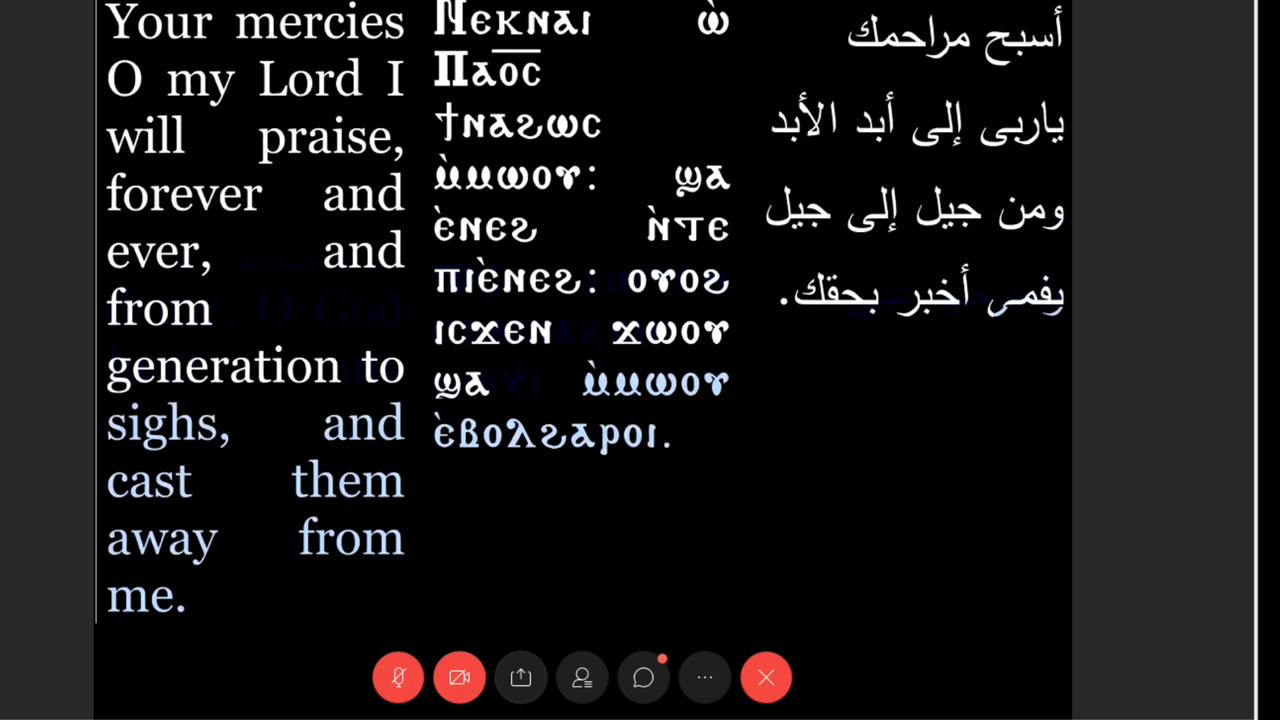 Your mercies
O my Lord I
will praise,
forever and
ever, and
from
generation to
sighs, and
cast them
away from
me.
Ⲛⲉⲕⲛⲁⲓ ⲱ̀
Ⲡⲁⲟ̅ⲥ̅
ϯⲛⲁϩⲱⲥ
ⲙ̀ⲙⲱⲟⲩ: ϣⲁ
ⲉ̀ⲛⲉϩ ⲛ̀ⲧⲉ
ⲡⲓⲉ̀ⲛⲉϩ: ⲟⲩⲟϩ
ⲓⲥϫⲉⲛ ϫⲱⲟⲩ
ϣⲁ ⲙ̀ⲙⲱⲟⲩ
ⲉ̀ⲃⲟⲗϩⲁⲣⲟⲓ.
أسبح مراحمك
ياربى إلى أبد الأبد
ومن جيل إلى جيل
بفمى أخبر بحقك.